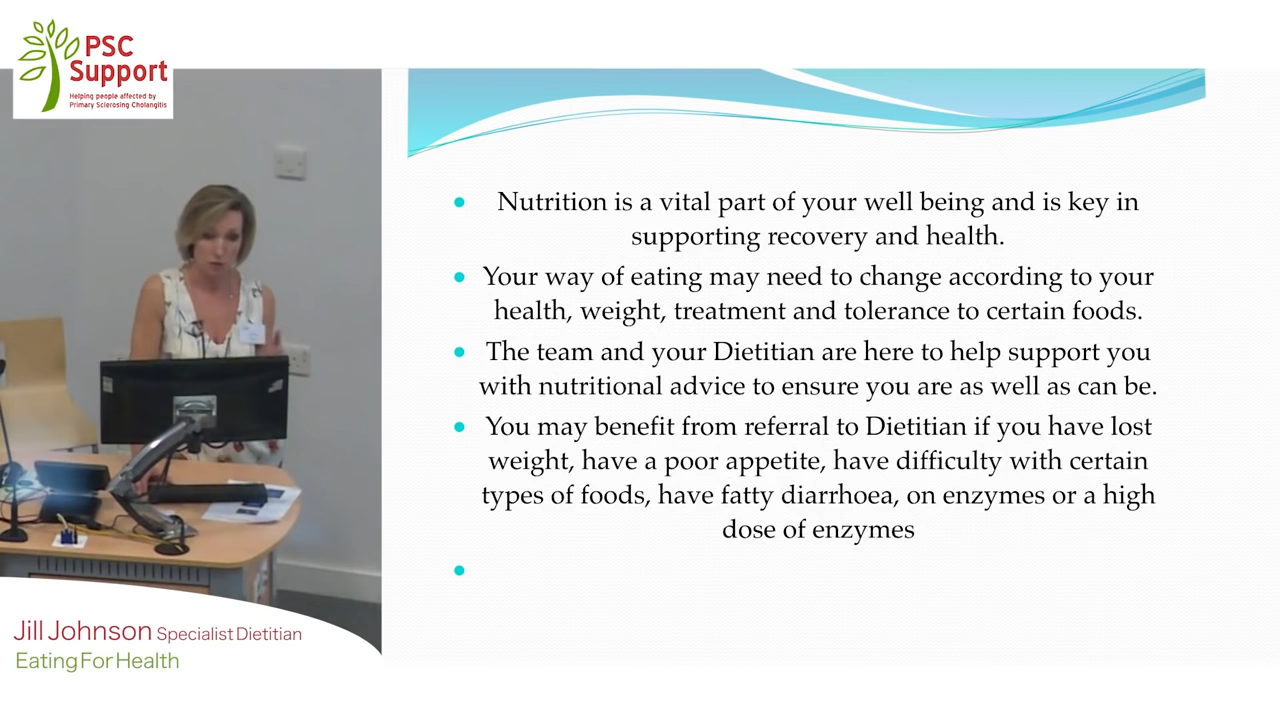 PSC
Support
Helping people affected by
Primary Sclerosing Cholangitis
Nutrition is a vital part of your well being and is key in
supporting recovery and health.
Your way of eating may need to change according to your
health, weight, treatment and tolerance to certain foods.
The team and your Dietitian are here to help support you
with nutritional advice to ensure you are as well as can be.
You may benefit from referral to Dietitian if you have lost
weight, have a poor appetite, have difficulty with certain
types of foods, have fatty diarrhoea, on enzymes or a high
dose of enzymes
Jill Johnson Specialist Dietitian
Eating For Health